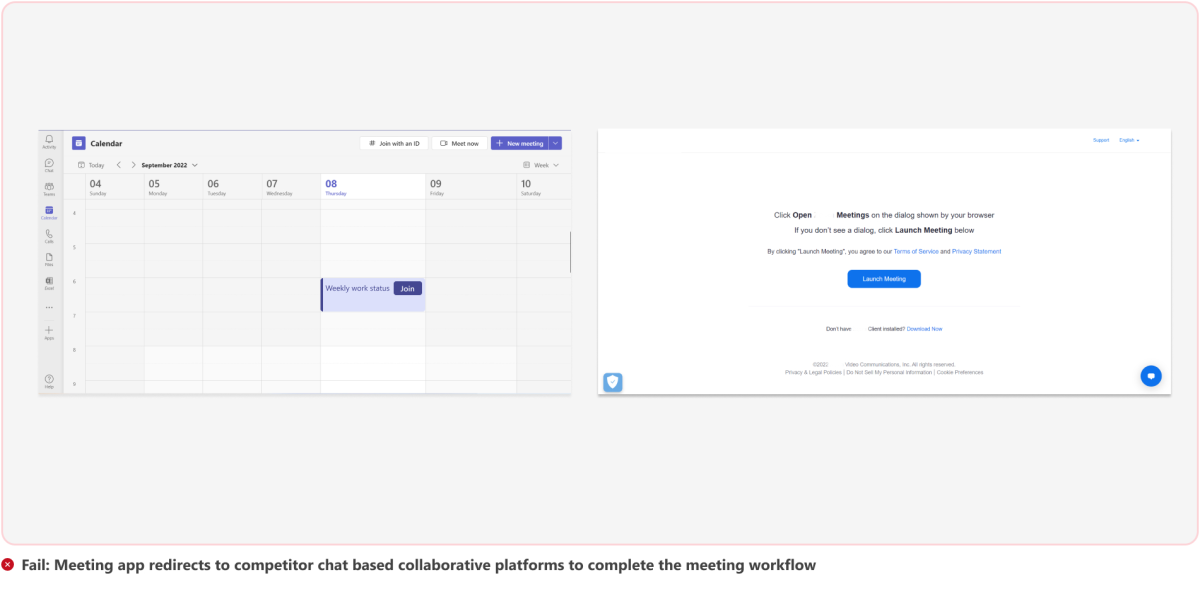 Activity
Chat
Teams
Calendar
Calls
Files
Excel
Apps
Help
Calendar
Join with an ID
Meet now
New meeting
Today
September 2022
Week
04
Sunday
05
Monday
06
Tuesday
07
Wednesday
08
Thursday
09
Friday
10
Saturday
4
5
6
7
8
9
Weekly work status
Join
Support English
Click Open Meetings on the dialog shown by your browser
If you don't see a dialog, click Launch Meeting below
By clicking "Launch Meeting", you agree to our Terms of Service and Privacy Statement
Launch Meeting
Don't have Client installed? Download Now
©2022 Video Communications, Inc. All rights reserved.
Privacy & Legal Policies | Do Not Sell My Personal Information | Cookie Preferences
Fail: Meeting app redirects to competitor chat based collaborative platforms to complete the meeting workflow